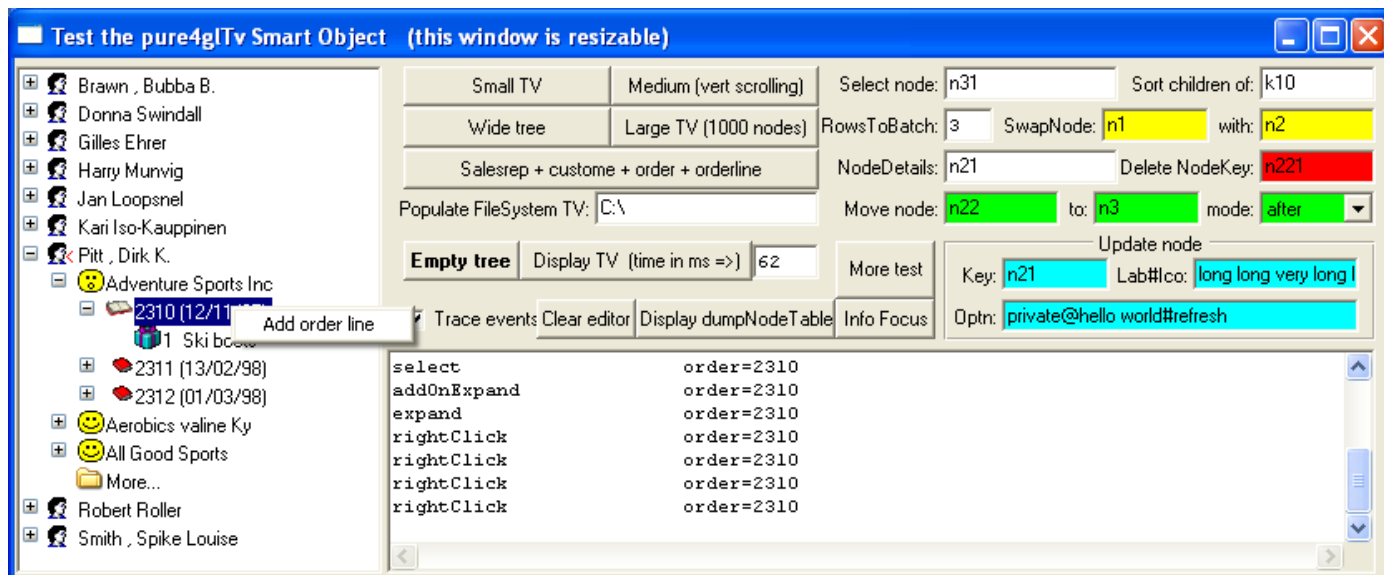 Test the pure4glTv Smart Object (this window is resizable)
Brawn , Bubba B.
Donna Swindall
Gilles Ehrer
Harry Munvig
Jan Loopsnel
Kari Iso-Kauppinen
Pitt , Dirk K.
Adventure Sports Inc
2310 (12/11
Add order line
1 Ski
2311 (13/02/98)
2312 (01/03/98)
Aerobics valine Ky
All Good Sports
More...
Robert Roller
Smith , Spike Louise
Small TV Medium (vert scrolling) Select node: n31 Sort children of: k10
Wide tree Large TV (1000 nodes) RowsToBatch: 3 SwapNode: n1 with: n2
Salesrep + custome + order + orderline NodeDetails: n21 Delete NodeKey: n221
Populate FileSystem TV: C:\ Move node: n22 to: n3 mode: after
Empty tree Display TV (time in ms =>) 62 More test
Update node
Key: n21 Lab#Ico: long long very long l
Trace events Clear editor Display dumpNodeTable Info Focus Optn: private@hello world#refresh
select order=2310
addOnExpand order=2310
expand order=2310
rightClick order=2310
rightClick order=2310
rightClick order=2310
rightClick order=2310